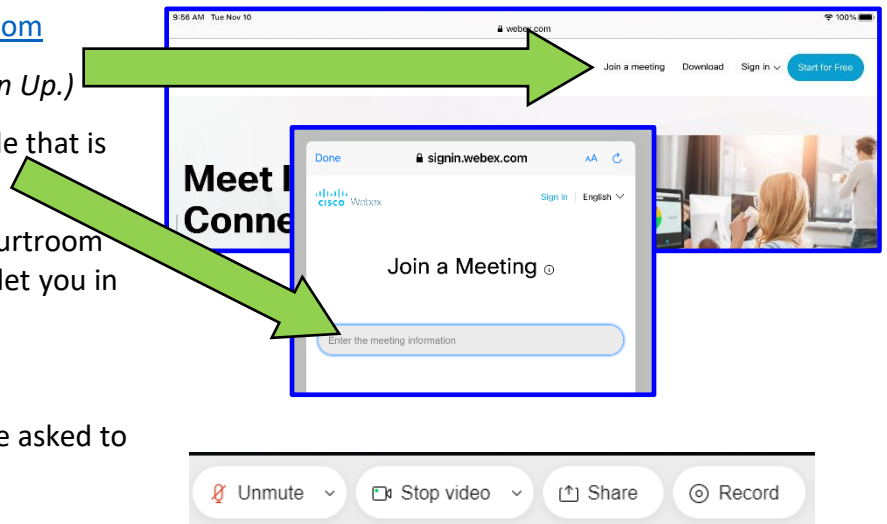 om
n Up.)
le that is
urtroom
let you in
e asked to
9:56 AM Tue Nov 10
100%
webex.com
Join a meeting Download Sign in Start for Free
Meet
Conne
Done signin.webex.com AA
cisco Webex Sign In English
Join a Meeting
Enter the meeting information
Unmute Stop video Share Record